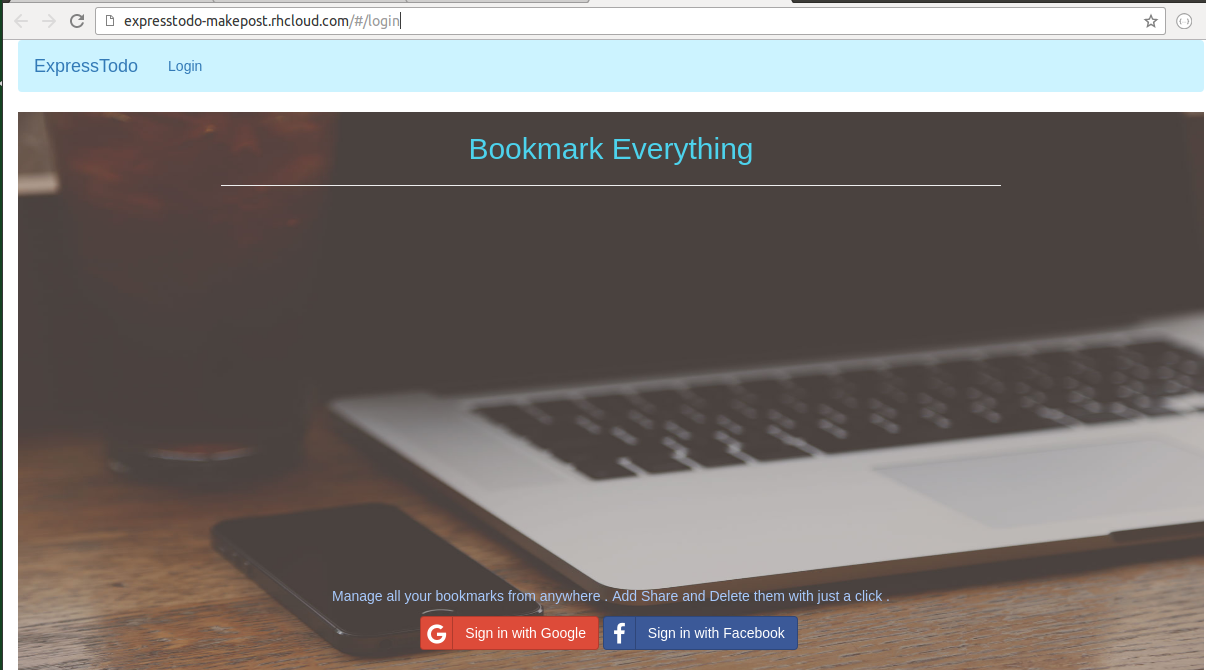 expresstodo-makepost.rhcloud.com/#/login
ExpressTodo Login
Bookmark Everything
Manage all your bookmarks from anywhere . Add Share and Delete them with just a click .
Sign in with Google Sign in with Facebook